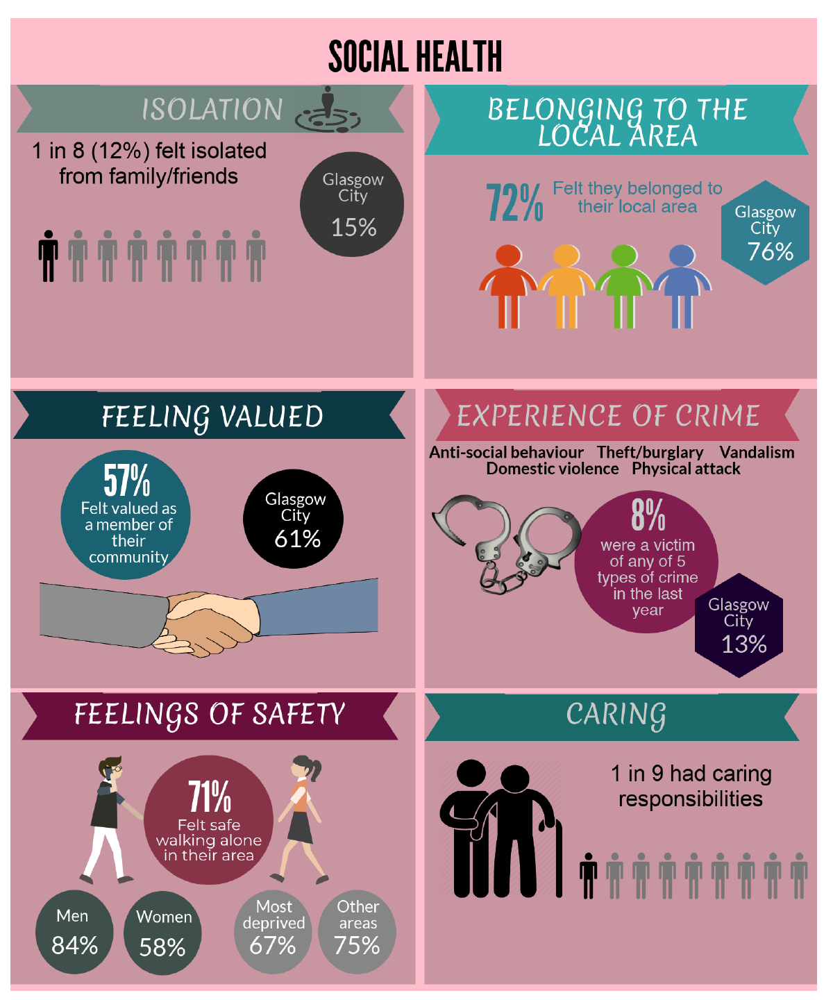 SOCIAL HEALTH
ISOLATION
1 in 8 (12%) felt isolated
from family/friends
Glasgow
City
15%
BELONGING TO THE
LOCAL AREA
72%
Felt they belonged to
their local area
Glasgow
City
76%
FEELING VALUED
57%
Felt valued as
a member of
their
community
Glasgow
City
61%
EXPERIENCE OF CRIME
Anti-social behaviour Theft/burglary Vandalism
Domestic violence Physical attack
8%
were a victim
of any of 5
types of crime
in the last
year
Glasgow
City
13%
FEELINGS OF SAFETY
71%
Felt safe
walking alone
in their area
Men
84%
Women
58%
Most
deprived
67%
Other
areas
75%
CARING
1 in 9 had caring
responsibilities